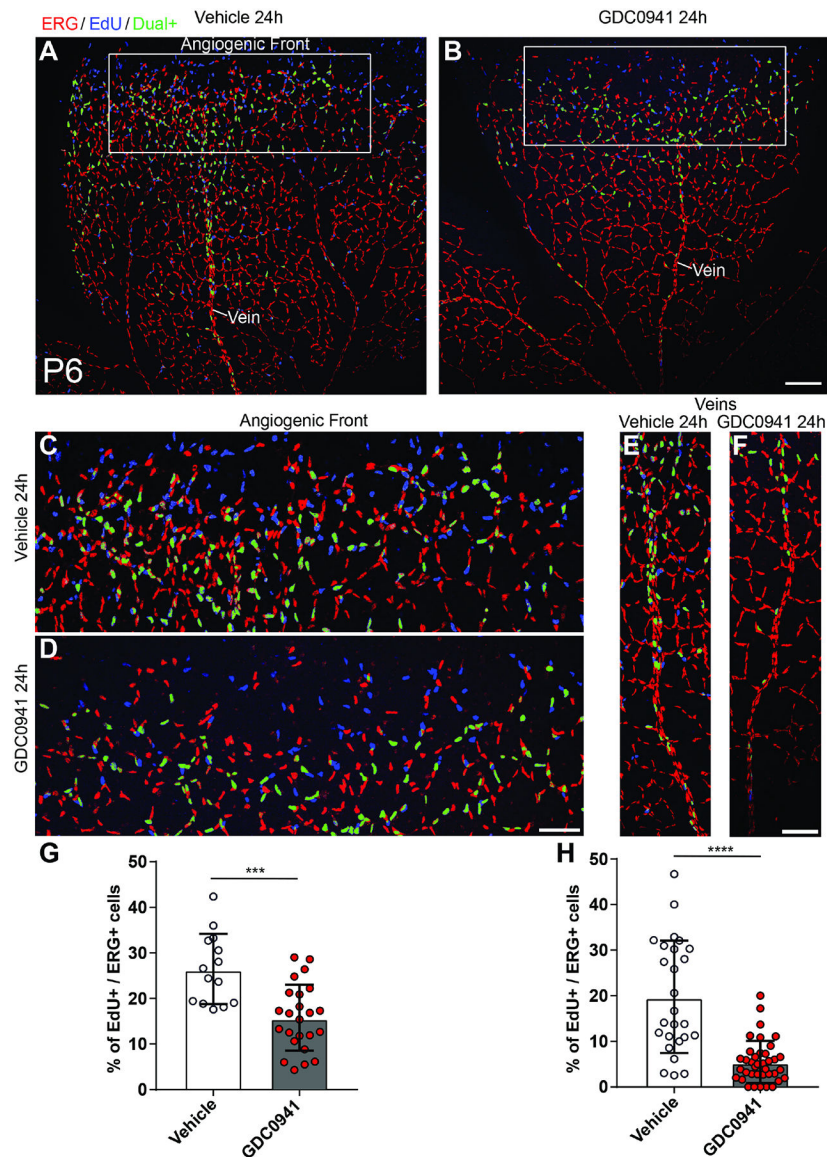 ERG/EdU/Dual+
Vehicle 24h
GDC0941 24h
A
Angiogenic Front
B
Vein
Vein
P6
Angiogenic Front
Veins
Vehicle 24h
GDC0941 24h
C
E
F
Vehicle 24h
D
GDC0941 24h
G
H
% of EdU+ / ERG+ cells
50
40
30
20
10
0
***
Vehicle
GDC0941
% of EdU+ / ERG+ cells
50
40
30
20
10
0
****
Vehicle
GDC0941